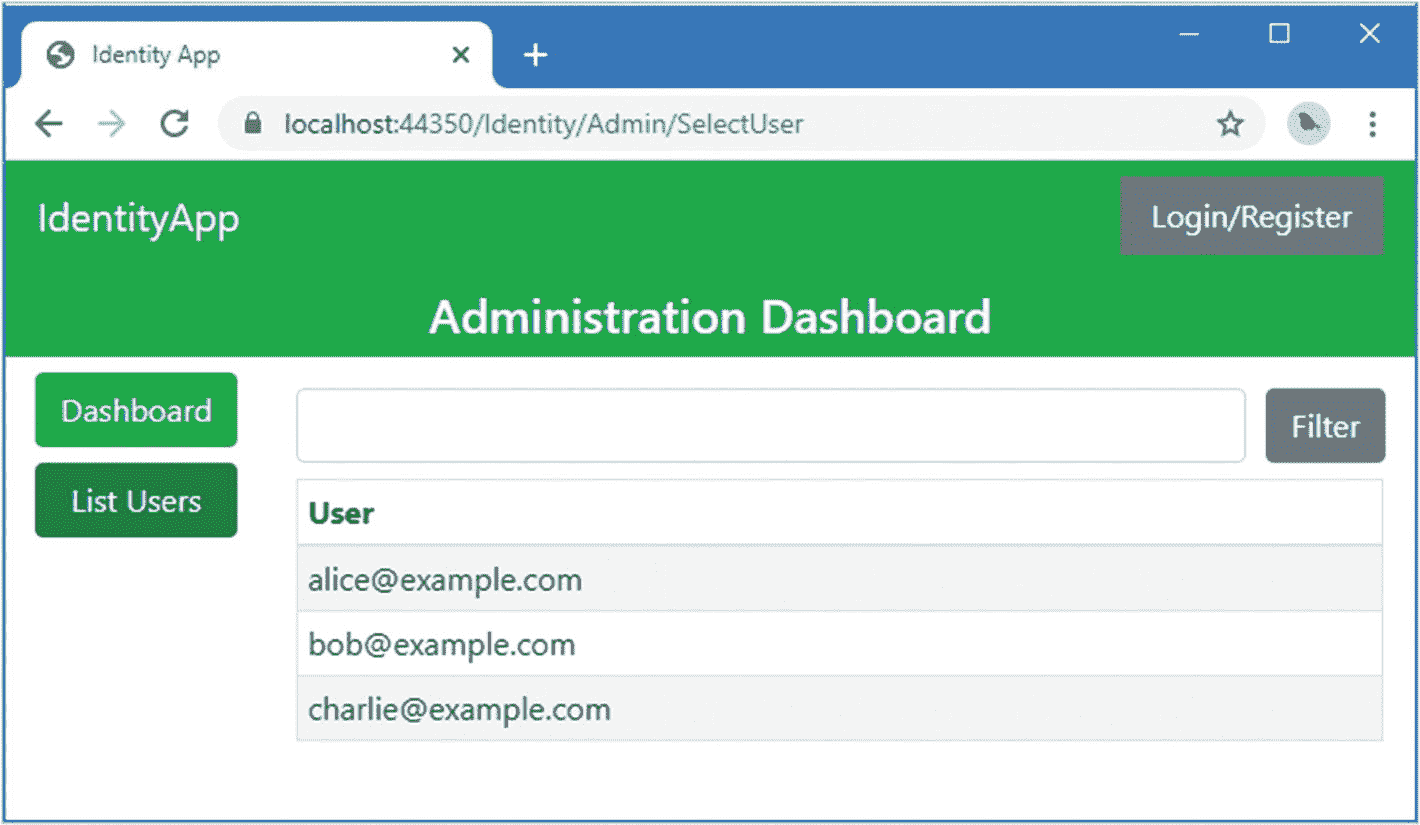 Identity App
localhost:44350/Identity/Admin/SelectUser
IdentityApp
Login/Register
Administration Dashboard
Dashboard
Filter
List Users
User
alice@example.com
bob@example.com
charlie@example.com